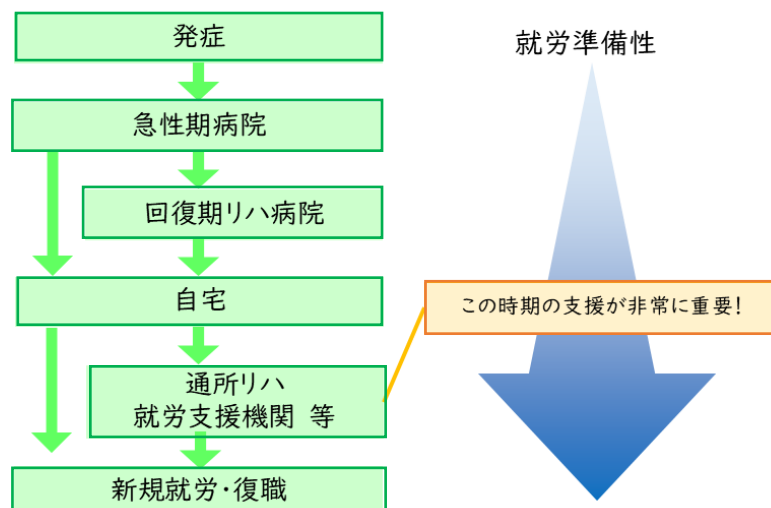 発症
就労準備性
急性期病院
回復期リハ病院
自宅
この時期の支援が非常に重要!
通所リハ
就労支援機関 等
新規就労・復職